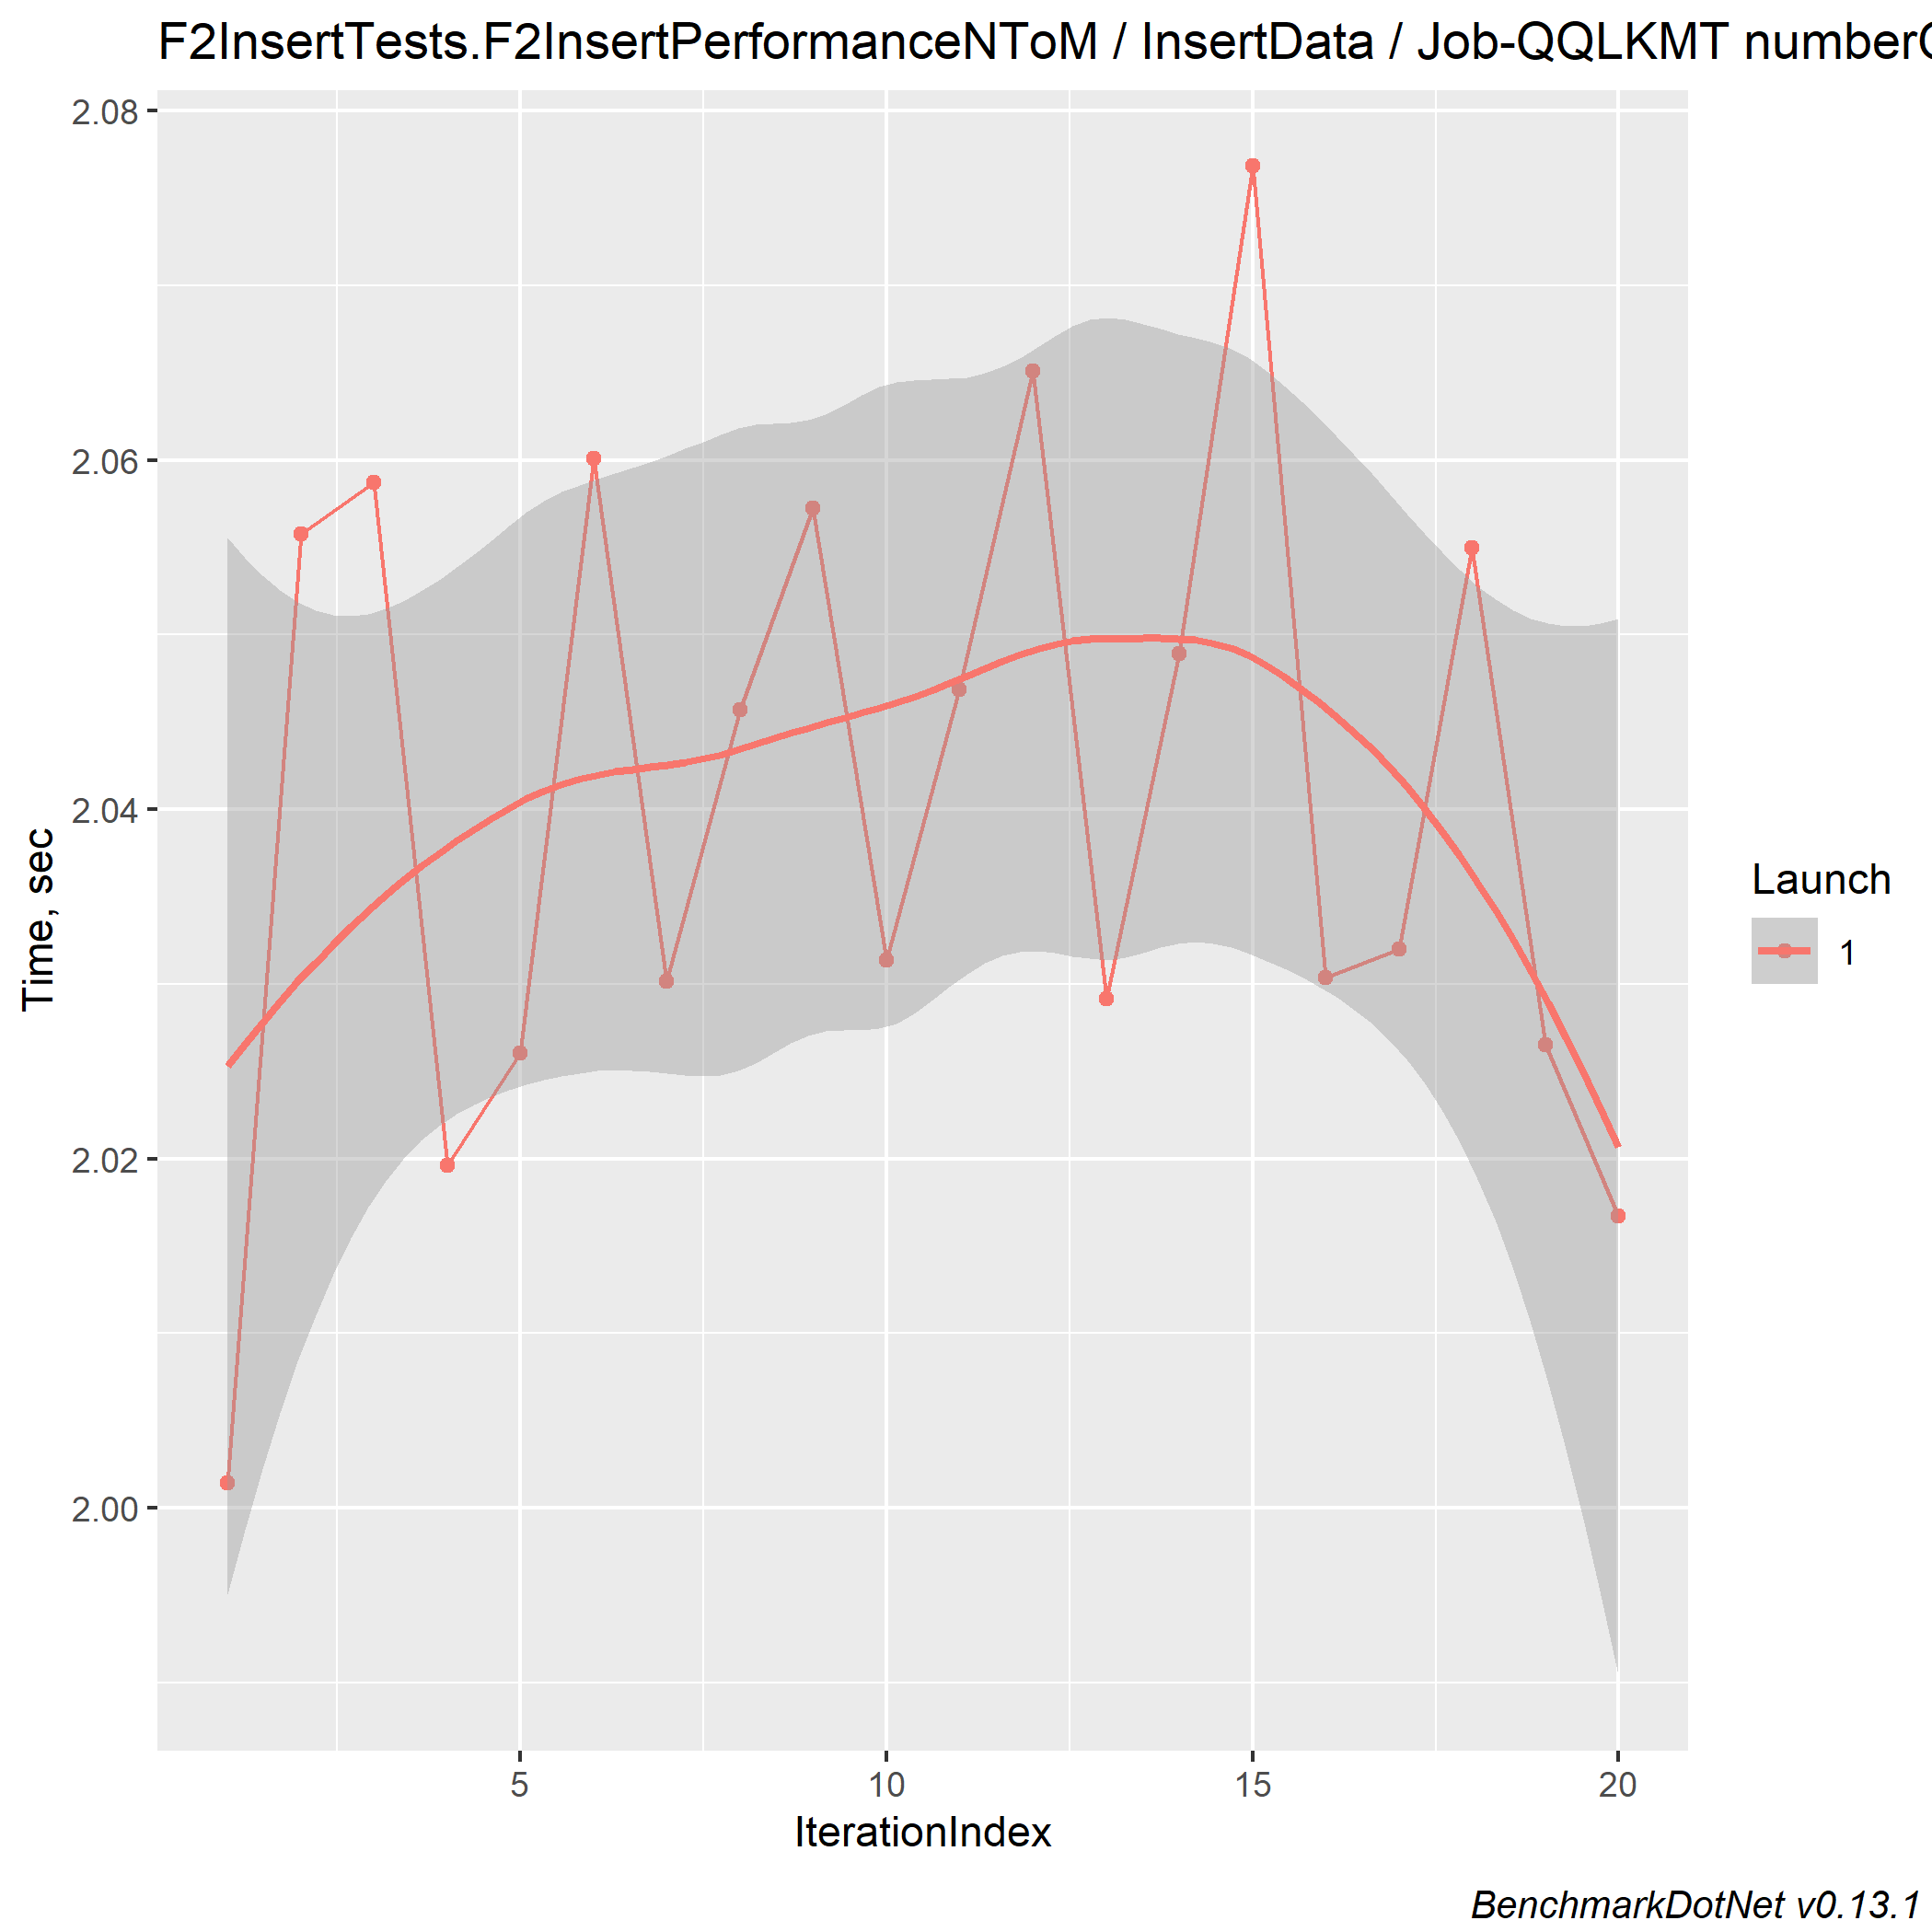 F2InsertTests.F2InsertPerformanceNToM / InsertData / Job-QQLKMT
2.08
2.06
2.04
2.02
2.00
Time, sec
5
10
15
20
IterationIndex
Launch
1
BenchmarkDotNet v0.13.1